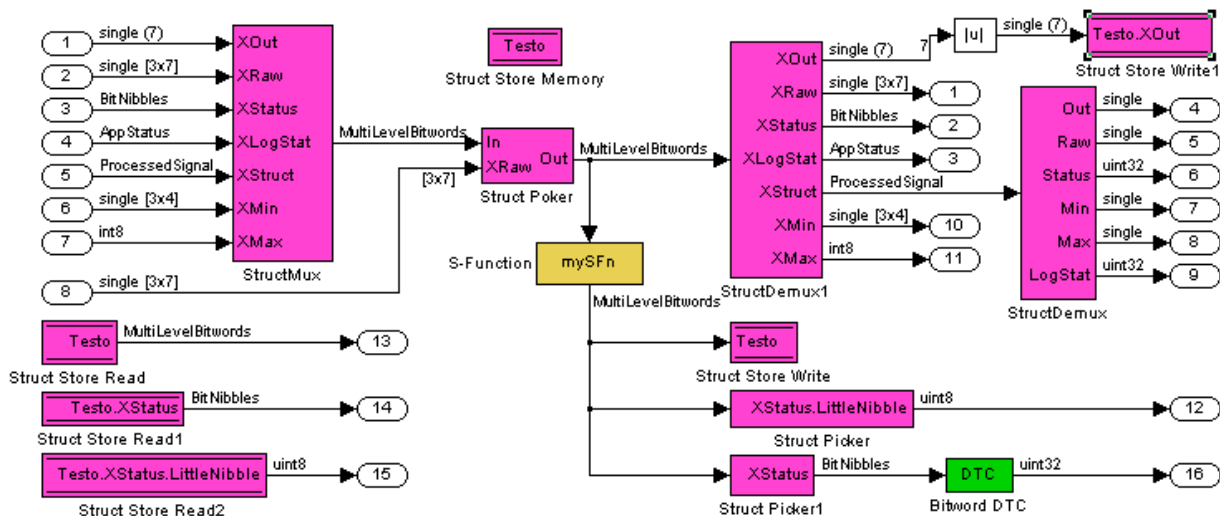 1
single (7)
2
single [3x7]
3
BitNibbles
4
AppStatus
5
ProcessedSignal
6
single [3x4]
7
int8
8
single [3x7]
XOut
XRaw
XStatus
XLogStat
XStruct
XMin
XMax
StructMux
MultiLevelBitwords
[3x7]
Testo
Struct Store Memory
In
XRaw
Out
Struct Poker
MultiLevelBitwords
S-Function
mySFn
MultiLevelBitwords
XOut
XRaw
XStatus
XLogStat
XStruct
XMin
XMax
StructDemux1
single (7)
7
|u|
single (7)
Testo.XOut
Struct Store Write1
single [3x7]
1
BitNibbles
2
AppStatus
3
ProcessedSignal
single [3x4]
10
int8
11
Out
Raw
Status
Min
Max
LogStat
StructDemux
single
4
single
5
uint32
6
single
7
single
8
uint32
9
Testo
MultiLevelBitwords
13
Struct Store Read
Testo.XStatus
BitNibbles
14
Struct Store Read1
Testo.XStatus.LittleNibble
uint8
15
Struct Store Read2
Testo
Struct Store Write
XStatus.LittleNibble
uint8
12
Struct Picker
XStatus
BitNibbles
DTC
uint32
16
Struct Picker1
Bitword DTC